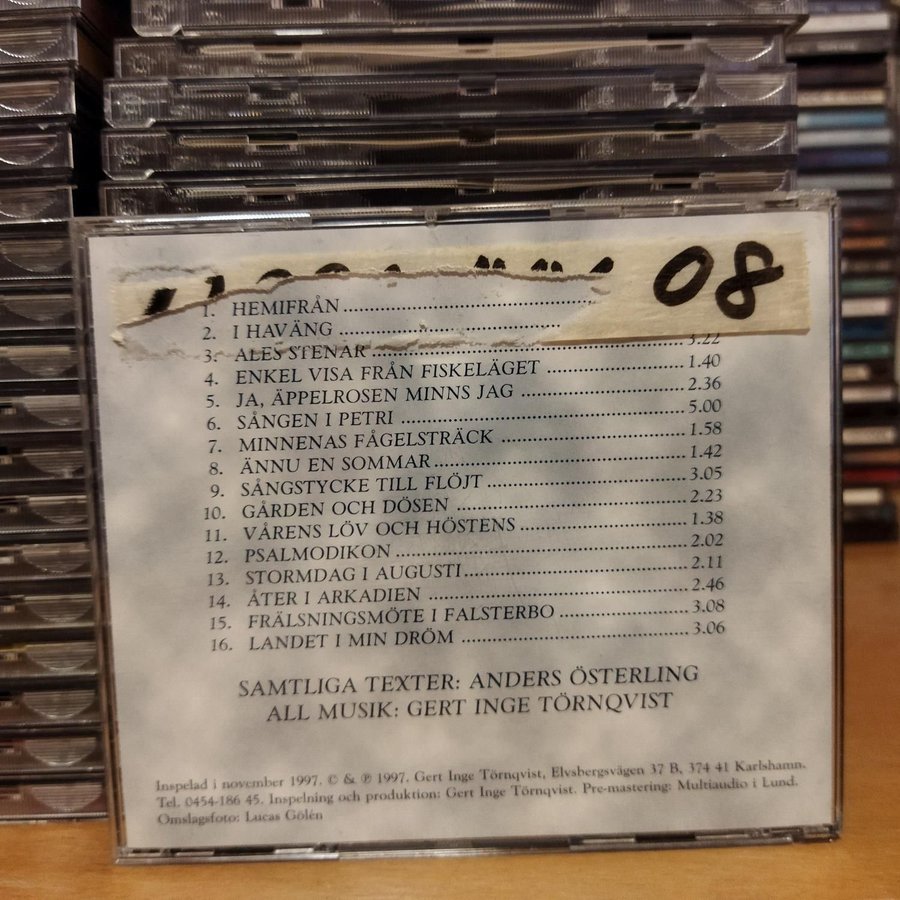 08
1. HEMIFRÅN
2. I HAVÄNG
3. ALES STENAR 3.22
4. ENKEL VISA FRÅN FISKELÄGET 1.40
5. JA, ÄPPELROSEN MINNS JAG 2.36
6. SÅNGEN I PETRI 5.00
7. MINNENAS FÅGELSTRÄCK 1.58
8. ÄNNU EN SOMMAR 1.42
9. SÅNGSTYCKE TILL FLÖJT 3.05
10. GÅRDEN OCH DÖSEN 2.23
11. VÅRENS LÖV OCH HÖSTENS 1.38
12. PSALMODIKON 2.02
13. STORMDAG I AUGUSTI 2.11
14. ÅTER I ARKADIEN 2.46
15. FRÄLSNINGSMÖTE I FALSTERBO 3.08
16. LANDET I MIN DRÖM 3.06
SAMTLIGA TEXTER: ANDERS ÖSTERLING
ALL MUSIK: GERT INGE TÖRNQVIST
Inspelad i november 1997. © & ℗ 1997. Gert Inge Törnqvist, Elvsbergsvägen 37 B, 374 41 Karlshamn.
Tel. 0454-186 45. Inspelning och produktion: Gert Inge Törnqvist. Pre-mastering: Multiaudio i Lund.
Omslagsfoto: Lucas Gölén